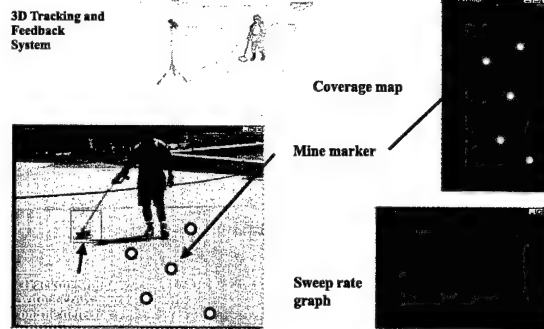 3D Tracking and
Feedback
System
Coverage map
Mine marker
Sweep rate
graph